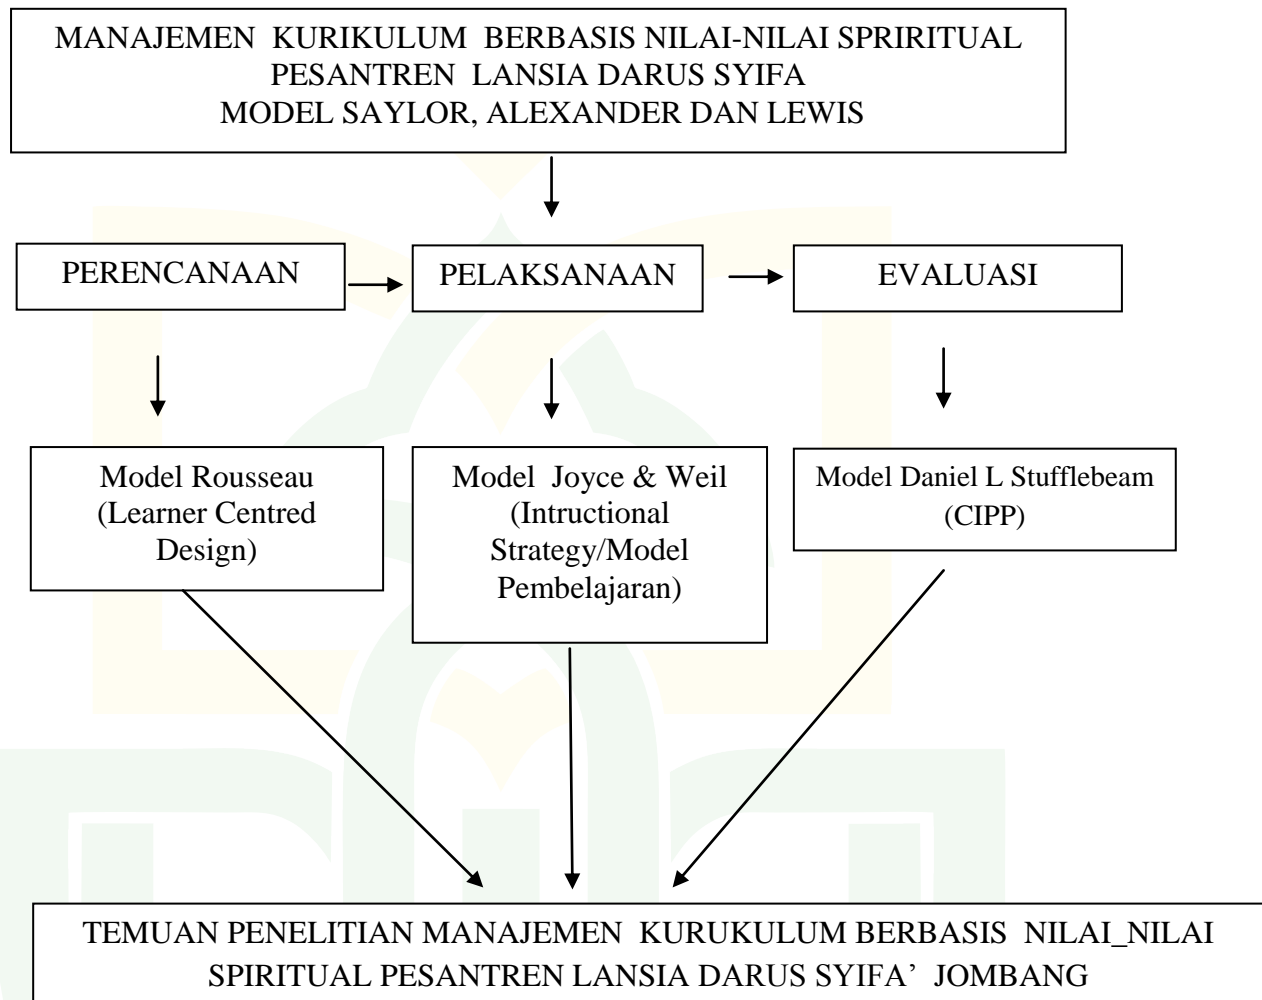 MANAJEMEN KURIKULUM BERBASIS NILAI-NILAI SPRIRITUAL
PESANTREN LANSIA DARUS SYIFA
MODEL SAYLOR, ALEXANDER DAN LEWIS
PERENCANAAN
PELAKSANAAN
EVALUASI
Model Rousseau
(Learner Centred
Design)
Model Joyce & Weil
(Intructional
Strategy/Model
Pembelajaran)
Model Daniel L Stufflebeam
(CIPP)
TEMUAN PENELITIAN MANAJEMEN KURUKULUM BERBASIS NILAI_NILAI
SPIRITUAL PESANTREN LANSIA DARUS SYIFA’ JOMBANG